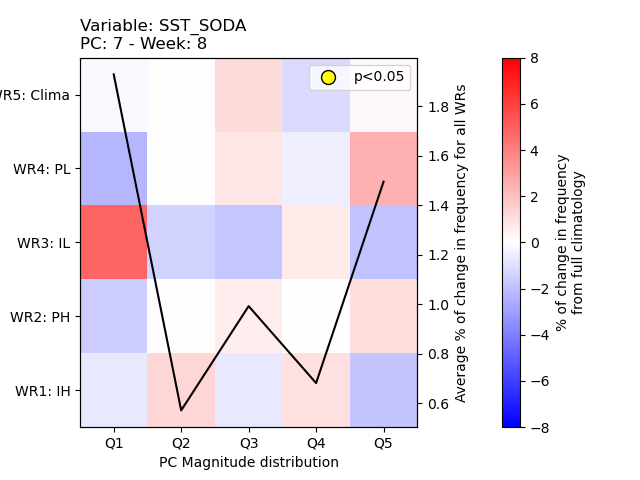 Variable: SST_SODA
PC: 7 - Week: 8
p<0.05
WR5: Clima
WR4: PL
WR3: IL
WR2: PH
WR1: IH
Q1 Q2 Q3 Q4 Q5
PC Magnitude distribution
1.8
1.6
1.4
1.2
1.0
0.8
0.6
Average % of change in frequency for all WRs
8
6
4
2
0
−2
−4
−6
−8
% of change in frequency
from full climatology